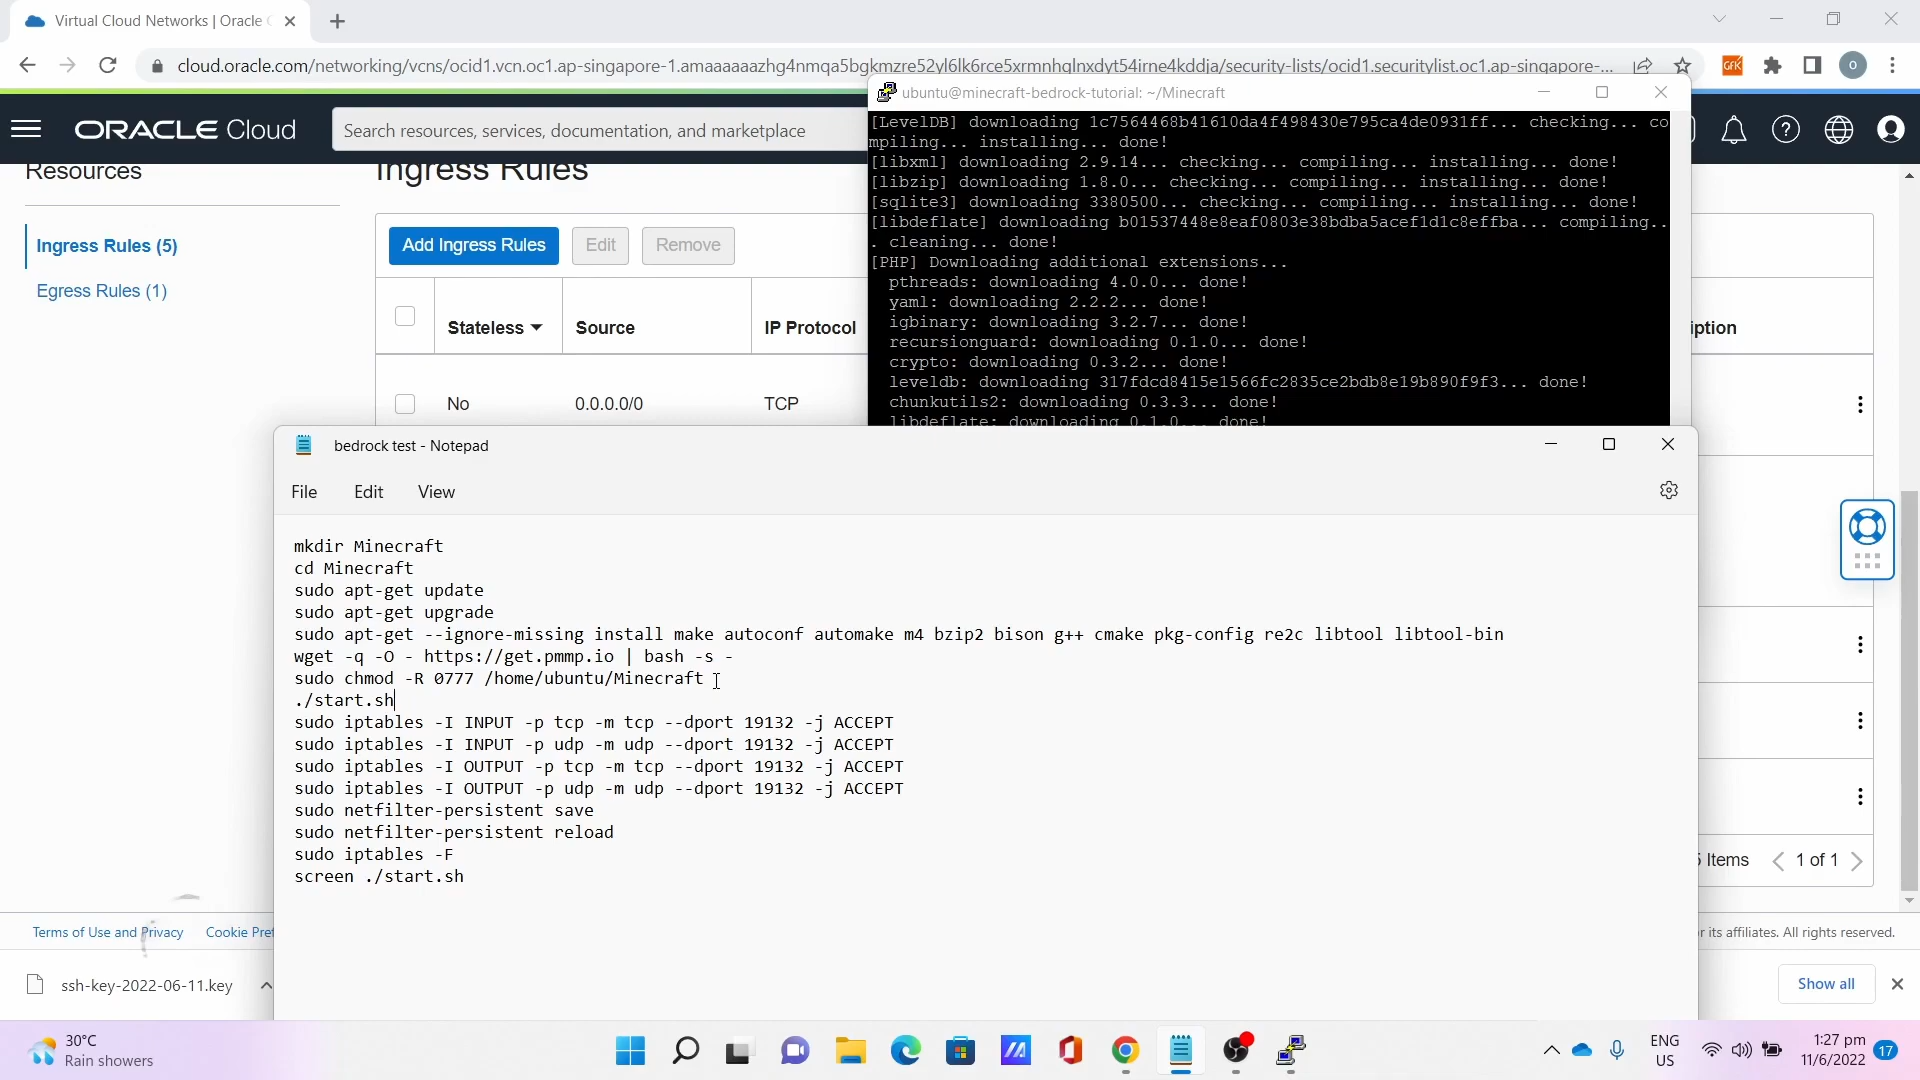 Virtual Cloud Networks | Oracle C
cloud.oracle.com/networking/vcns/ocid1.vcn.oc1.ap-singapore-1.amaaaaaazhg4nmqa5bgkmzre52yl6lk6rce5xrmnhglnxdyt54irne4kddja/security-lists/ocid1.securitylist.oc1.ap-singapore-...
GFK
O
ORACLE Cloud
Search resources, services, documentation, and marketplace
Resources
Ingress Rules (5)
Egress Rules (1)
Ingress Rules
Add Ingress Rules
Edit
Remove
Stateless
Source
IP Protocol
iption
No
0.0.0.0/0
TCP
ubuntu@minecraft-bedrock-tutorial: ~/Minecraft
[LevelDB] downloading 1c7564468b41610da4f498430e795ca4de0931ff... checking... co
mpiling... installing... done!
[libxml] downloading 2.9.14... checking... compiling... installing... done!
[libzip] downloading 1.8.0... checking... compiling... installing... done!
[sqlite3] downloading 3380500... checking... compiling... installing... done!
[libdeflate] downloading b01537448e8eaf0803e38bdba5acef1d1c8effba... compiling..
. cleaning... done!
[PHP] Downloading additional extensions...
pthreads: downloading 4.0.0... done!
yaml: downloading 2.2.2... done!
igbinary: downloading 3.2.7... done!
recursionguard: downloading 0.1.0... done!
crypto: downloading 0.3.2... done!
leveldb: downloading 317fdcd8415e1566fc2835ce2bdb8e19b890f9f3... done!
chunkutils2: downloading 0.3.3... done!
libdeflate: downloading 0.1.0... done!
bedrock test - Notepad
File
Edit
View
mkdir Minecraft
cd Minecraft
sudo apt-get update
sudo apt-get upgrade
sudo apt-get --ignore-missing install make autoconf automake m4 bzip2 bison g++ cmake pkg-config re2c libtool libtool-bin
wget -q -O - https://get.pmmp.io | bash -s -
sudo chmod -R 0777 /home/ubuntu/Minecraft
./start.sh
sudo iptables -I INPUT -p tcp -m tcp --dport 19132 -j ACCEPT
sudo iptables -I INPUT -p udp -m udp --dport 19132 -j ACCEPT
sudo iptables -I OUTPUT -p tcp -m tcp --dport 19132 -j ACCEPT
sudo iptables -I OUTPUT -p udp -m udp --dport 19132 -j ACCEPT
sudo netfilter-persistent save
sudo netfilter-persistent reload
sudo iptables -F
screen ./start.sh
5 Items
1 of 1
Terms of Use and Privacy
Cookie Pref
r its affiliates. All rights reserved.
ssh-key-2022-06-11.key
Show all
30°C
Rain showers
ENG
US
1:27 pm
11/6/2022
17